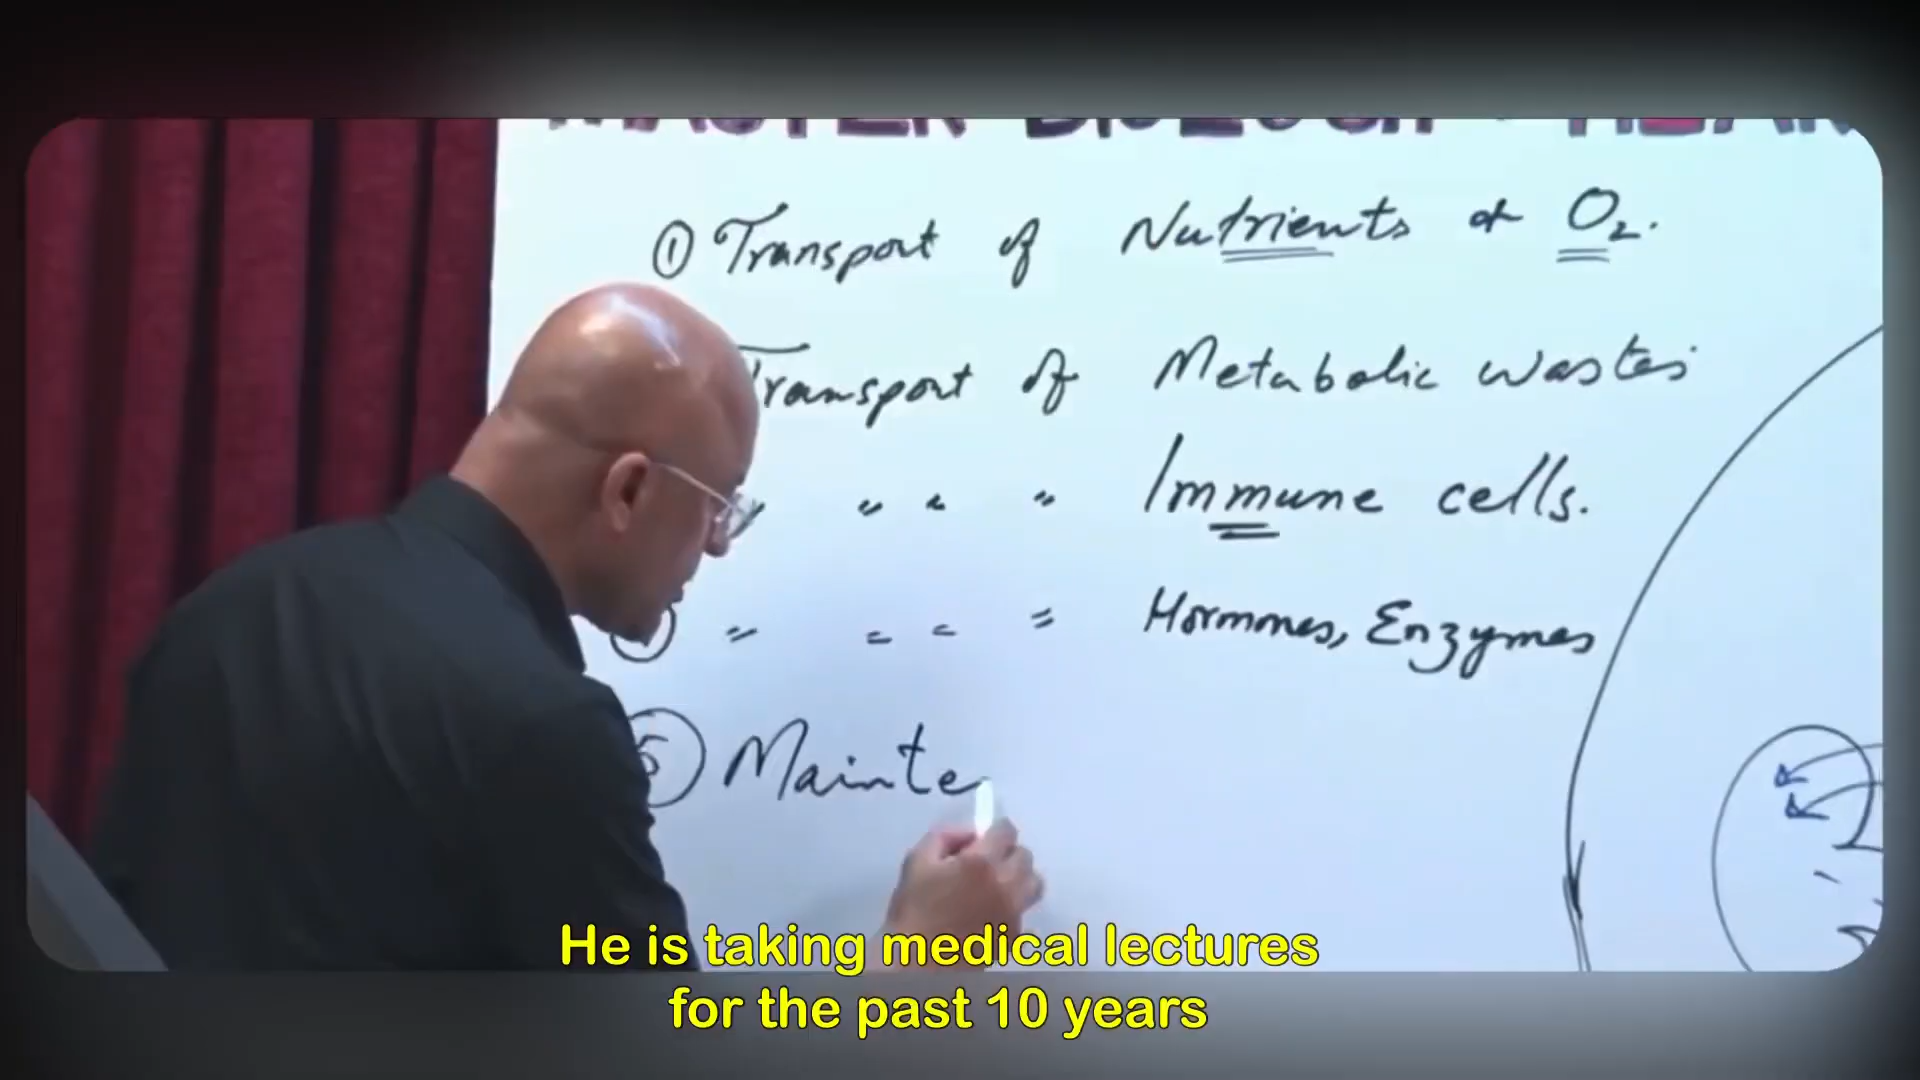 ① Transport of Nutrients & O₂.
Transport of Metabolic wastes
" " " Immune cells.
" " " " Hormones, Enzymes
5 Mainte
He is taking medical lectures
for the past 10 years